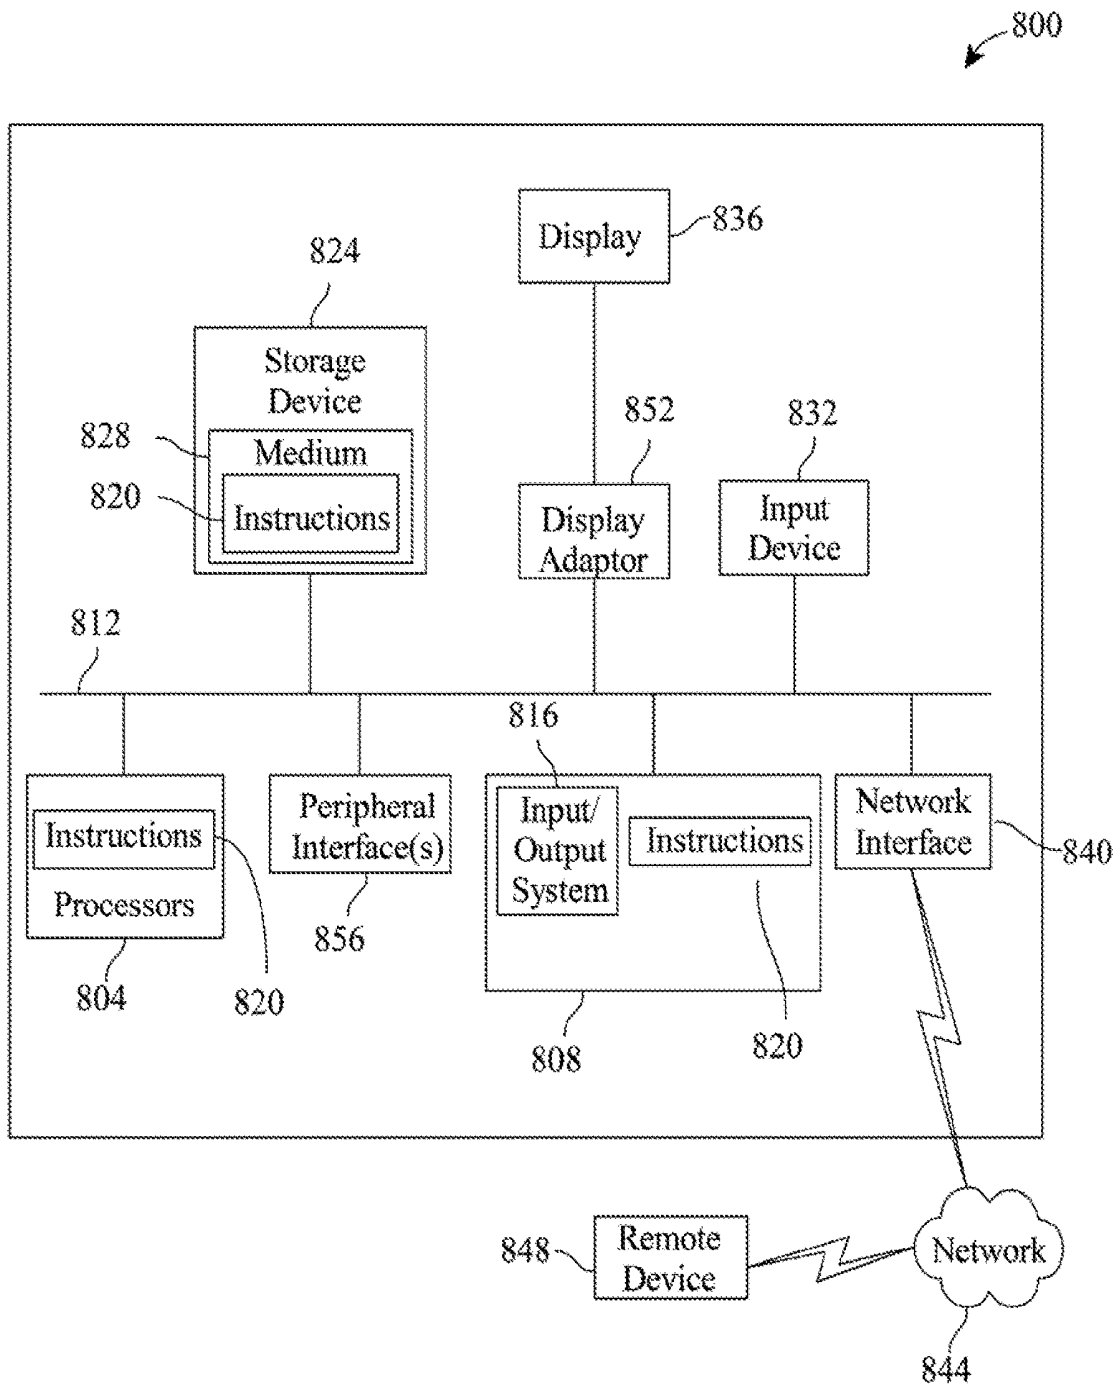 800
Display
836
824
Storage
Device
828
Medium
820
Instructions
852
Display
Adaptor
832
Input
Device
812
Instructions
Processors
804
820
Peripheral
Interface(s)
856
816
Input/
Output
System
Instructions
808
820
Network
Interface
840
848
Remote
Device
Network
844